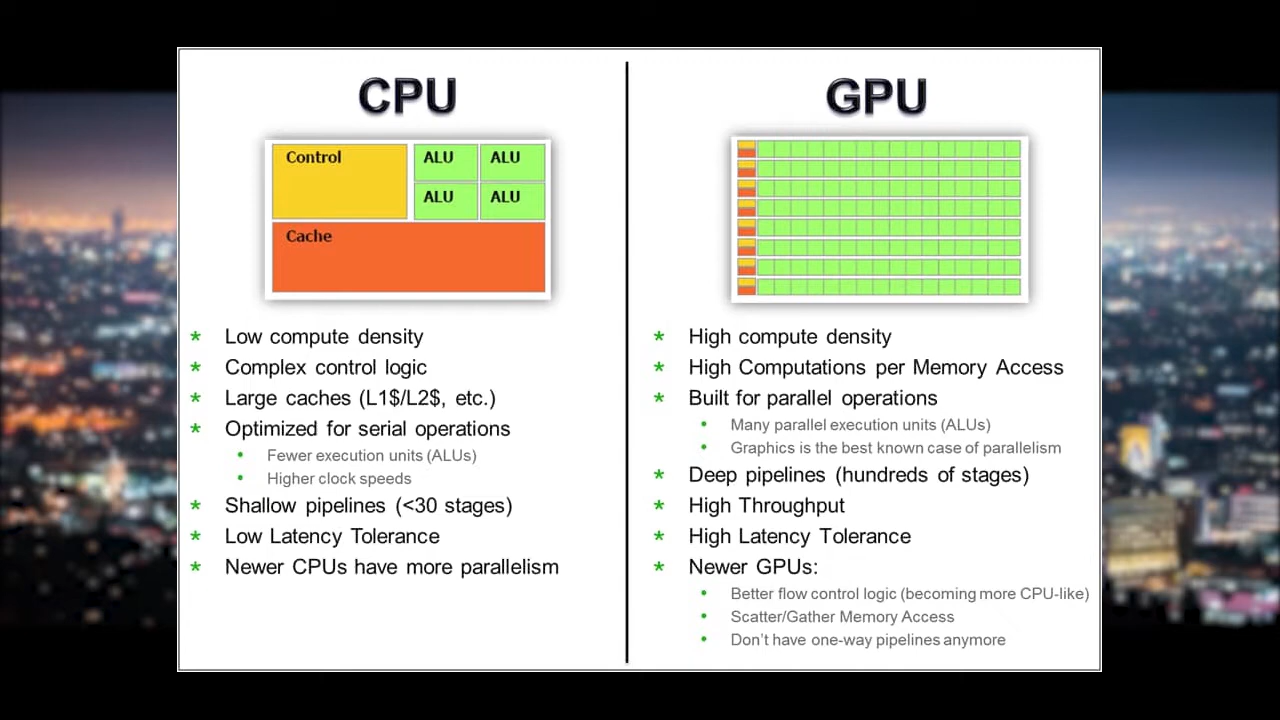 CPU
Control
ALU
ALU
ALU
ALU
Cache
* Low compute density
* Complex control logic
* Large caches (L1$/L2$, etc.)
* Optimized for serial operations
• Fewer execution units (ALUs)
• Higher clock speeds
* Shallow pipelines (<30 stages)
* Low Latency Tolerance
* Newer CPUs have more parallelism
GPU
* High compute density
* High Computations per Memory Access
* Built for parallel operations
• Many parallel execution units (ALUs)
• Graphics is the best known case of parallelism
* Deep pipelines (hundreds of stages)
* High Throughput
* High Latency Tolerance
* Newer GPUs:
• Better flow control logic (becoming more CPU-like)
• Scatter/Gather Memory Access
• Don't have one-way pipelines anymore